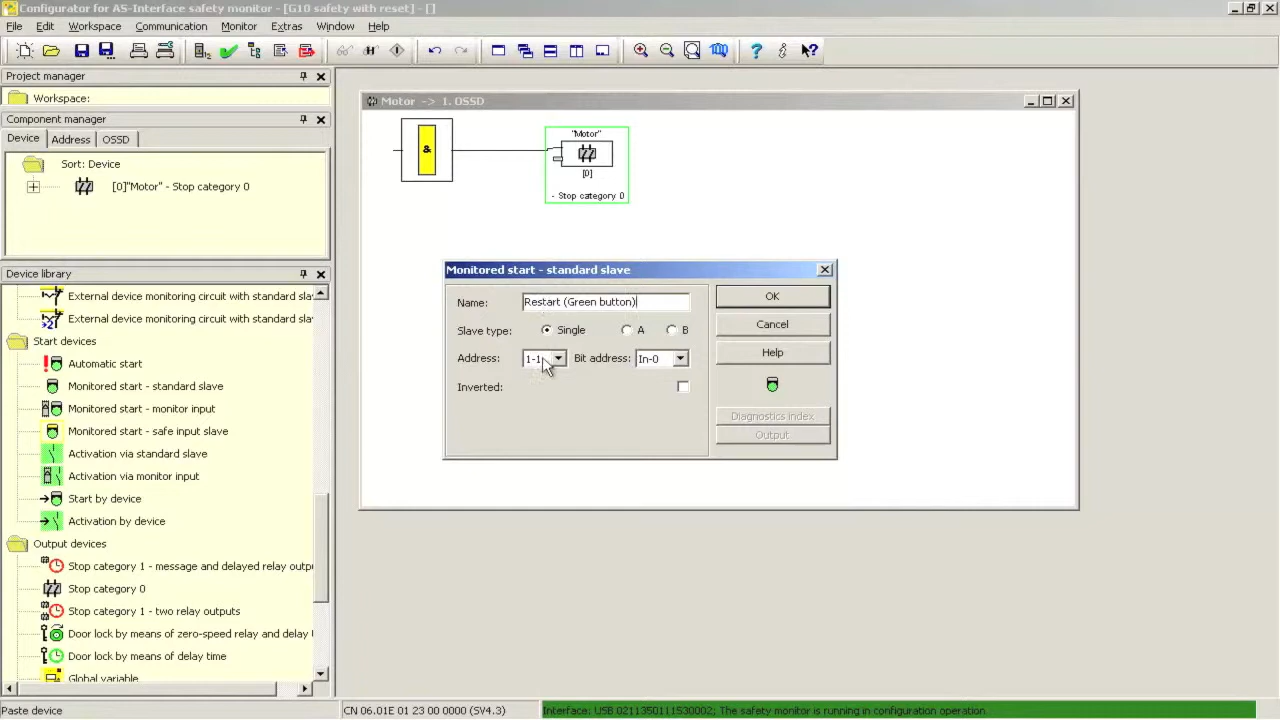 Configurator for AS-Interface safety monitor - [G10 safety with reset] - []
File Edit Workspace Communication Monitor Extras Window Help
Project manager
Workspace:
Component manager
Device Address OSSD
Sort: Device
[0]"Motor" - Stop category 0
Device library
External device monitoring circuit with standard sla
External device monitoring circuit with standard sla
Start devices
Automatic start
Monitored start - standard slave
Monitored start - monitor input
Monitored start - safe input slave
Activation via standard slave
Activation via monitor input
Start by device
Activation by device
Output devices
Stop category 1 - message and delayed relay outpu
Stop category 0
Stop category 1 - two relay outputs
Door lock by means of zero-speed relay and delay t
Door lock by means of delay time
Global variable
Motor -> 1. OSSD
&
"Motor"
[0]
- Stop category 0
Monitored start - standard slave
Name: Restart (Green button)
Slave type: Single A B
Address: 1-1 Bit address: In-0
Inverted:
OK
Cancel
Help
Diagnostics index
Output
Paste device
CN 06.01E 01 23 00 0000 (SV4.3)
Interface: USB 0211350111530002; The safety monitor is running in configuration operation.